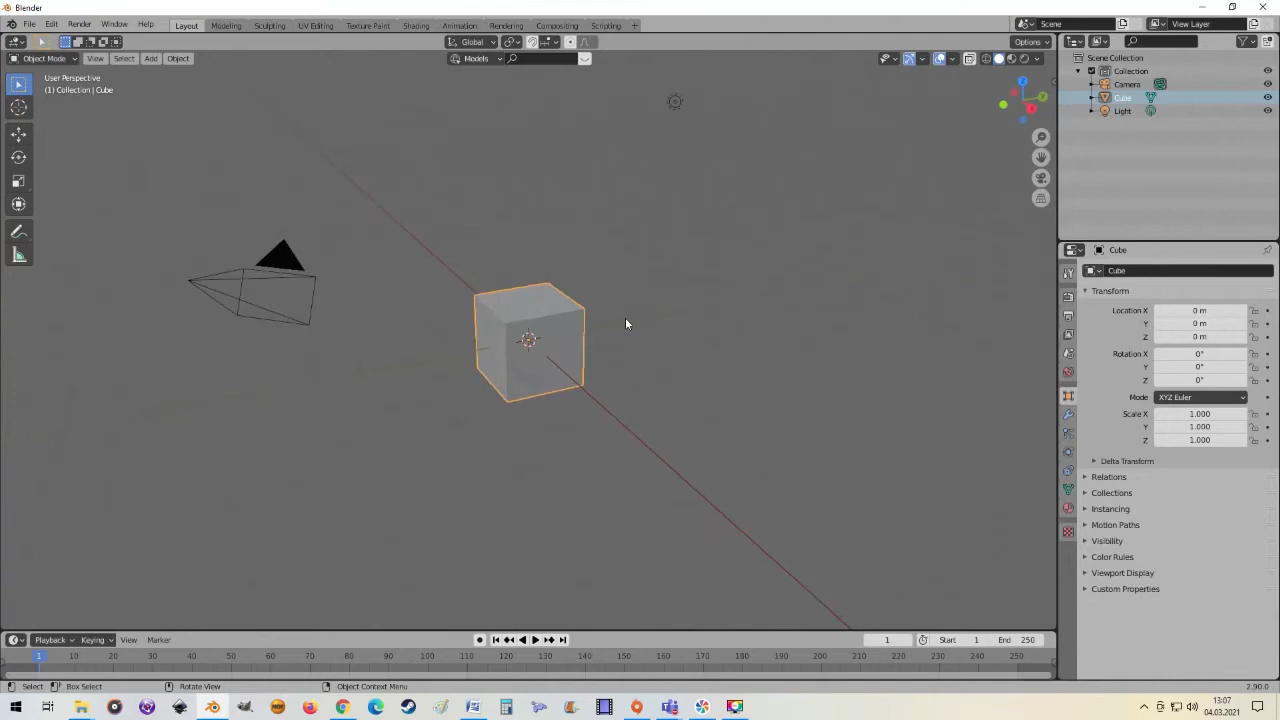 Blender
File Edit Render Window Help Layout Modeling Sculpting UV Editing Texture Paint Shading Animation Rendering Compositing Scripting + Scene View Layer
Global Options
Object Mode View Select Add Object Models
User Perspective
(1) Collection | Cube
Z
Y
X
Scene Collection
Collection
Camera
Cube
Light
Cube
Cube
Transform
Location X 0 m
Y 0 m
Z 0 m
Rotation X 0°
Y 0°
Z 0°
Mode XYZ Euler
Scale X 1.000
Y 1.000
Z 1.000
Delta Transform
Relations
Collections
Instancing
Motion Paths
Visibility
Color Rules
Viewport Display
Custom Properties
Playback Keying View Marker 1 Start 1 End 250
1 10 20 30 40 50 60 70 80 90 100 110 120 130 140 150 160 170 180 190 200 210 220 230 240 250
Select Box Select Rotate View Object Context Menu 2.90.0
13:07
04.03.2021